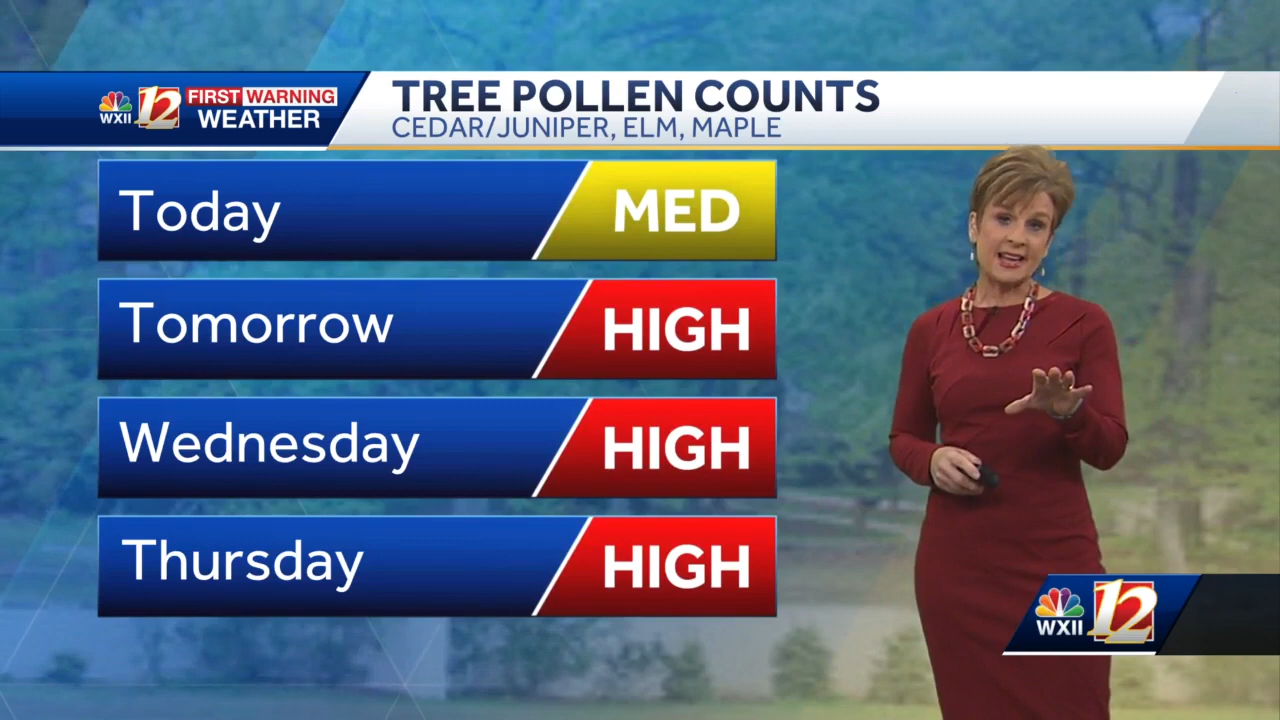 WXII 12 FIRST WARNING
WEATHER
TREE POLLEN COUNTS
CEDAR/JUNIPER, ELM, MAPLE
Today MED
Tomorrow HIGH
Wednesday HIGH
Thursday HIGH
WXII 12